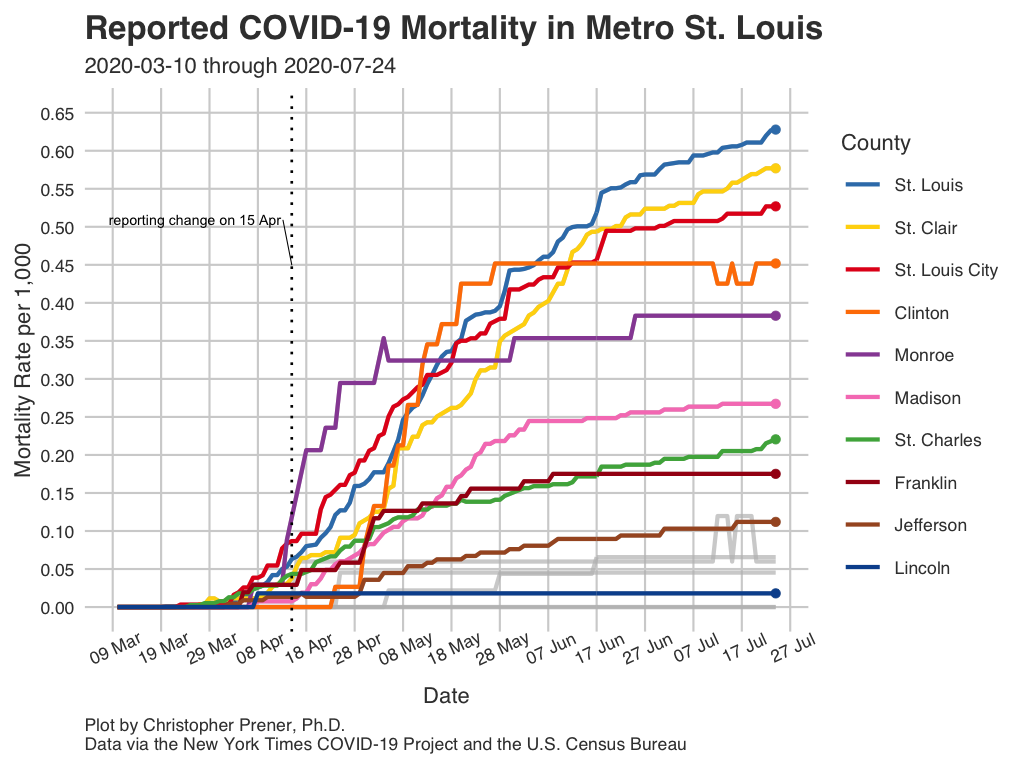 Reported COVID-19 Mortality in Metro St. Louis
2020-03-10 through 2020-07-24
Mortality Rate per 1,000
0.65
0.60
0.55
0.50
0.45
0.40
0.35
0.30
0.25
0.20
0.15
0.10
0.05
0.00
reporting change on 15 Apr
09 Mar
19 Mar
29 Mar
08 Apr
18 Apr
28 Apr
08 May
18 May
28 May
07 Jun
17 Jun
27 Jun
07 Jul
17 Jul
27 Jul
Date
County
St. Louis
St. Clair
St. Louis City
Clinton
Monroe
Madison
St. Charles
Franklin
Jefferson
Lincoln
Plot by Christopher Prener, Ph.D.
Data via the New York Times COVID-19 Project and the U.S. Census Bureau